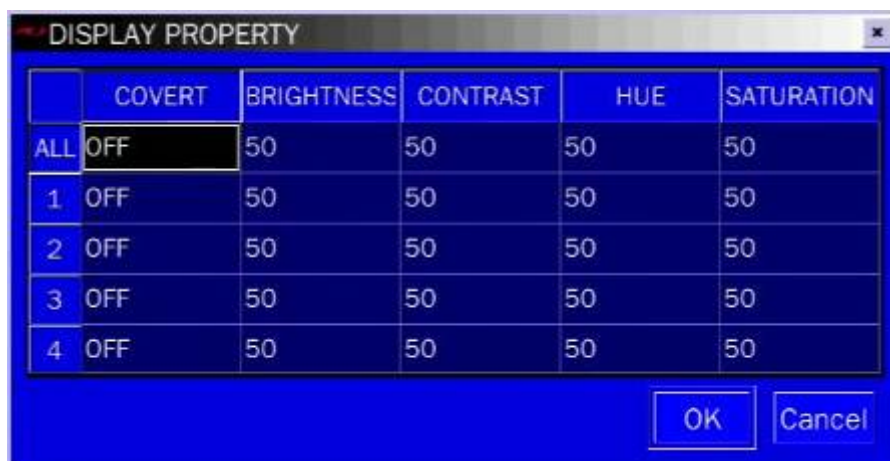 DISPLAY PROPERTY
COVERT BRIGHTNESS CONTRAST HUE SATURATION
ALL OFF 50 50 50 50
1 OFF 50 50 50 50
2 OFF 50 50 50 50
3 OFF 50 50 50 50
4 OFF 50 50 50 50
OK Cancel